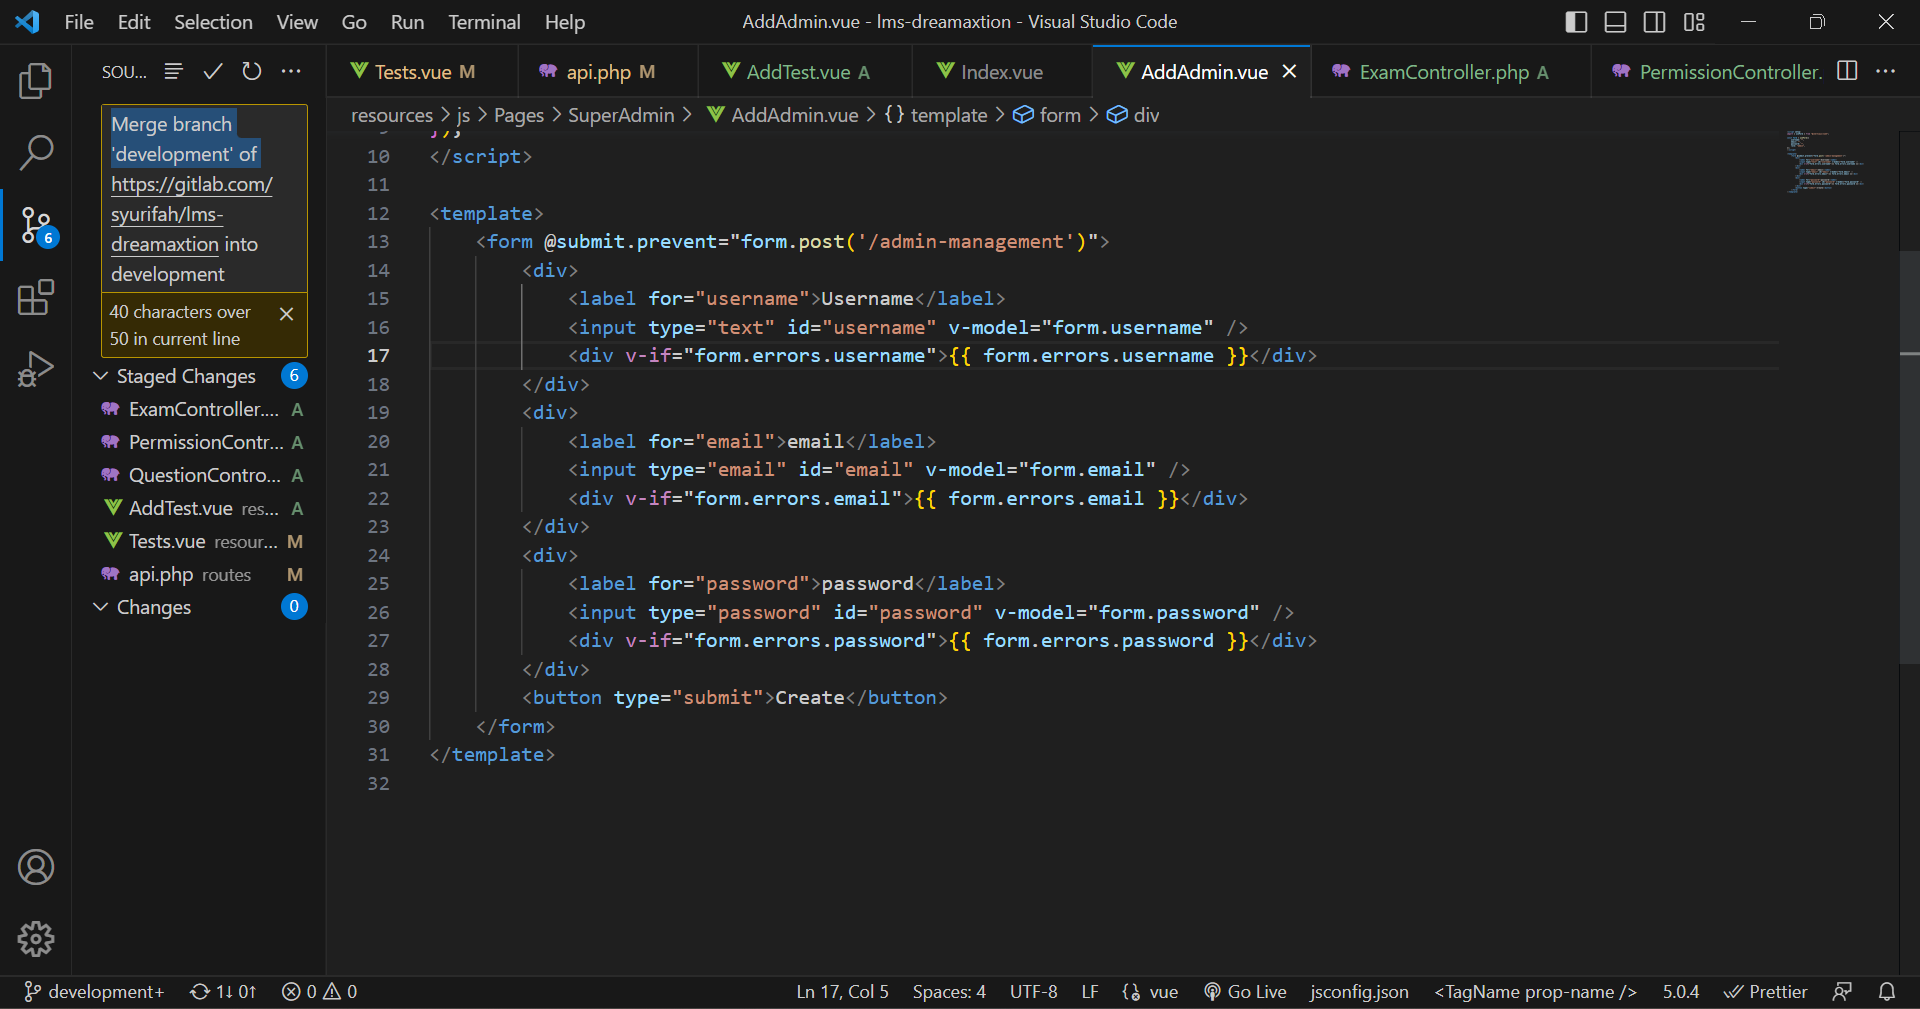 File Edit Selection View Go Run Terminal Help
AddAdmin.vue - lms-dreamaxtion - Visual Studio Code
SOU...
Tests.vue M
api.php M
AddTest.vue A
Index.vue
AddAdmin.vue
ExamController.php A
PermissionController.
resources > js > Pages > SuperAdmin > AddAdmin.vue > {} template > form > div
Merge branch
'development' of
https://gitlab.com/
syurifah/lms-
dreamaxtion into
development
40 characters over
50 in current line
Staged Changes 6
ExamController.... A
PermissionContr... A
QuestionContro... A
AddTest.vue res... A
Tests.vue resour... M
api.php routes M
Changes 0
6
10 </script>
11
12 <template>
13 <form @submit.prevent="form.post('/admin-management')">
14 <div>
15 <label for="username">Username</label>
16 <input type="text" id="username" v-model="form.username" />
17 <div v-if="form.errors.username">{{ form.errors.username }}</div>
18 </div>
19 <div>
20 <label for="email">email</label>
21 <input type="email" id="email" v-model="form.email" />
22 <div v-if="form.errors.email">{{ form.errors.email }}</div>
23 </div>
24 <div>
25 <label for="password">password</label>
26 <input type="password" id="password" v-model="form.password" />
27 <div v-if="form.errors.password">{{ form.errors.password }}</div>
28 </div>
29 <button type="submit">Create</button>
30 </form>
31 </template>
32
development+ 1↓ 0↑ 0 0
Ln 17, Col 5 Spaces: 4 UTF-8 LF vue Go Live jsconfig.json <TagName prop-name /> 5.0.4 Prettier